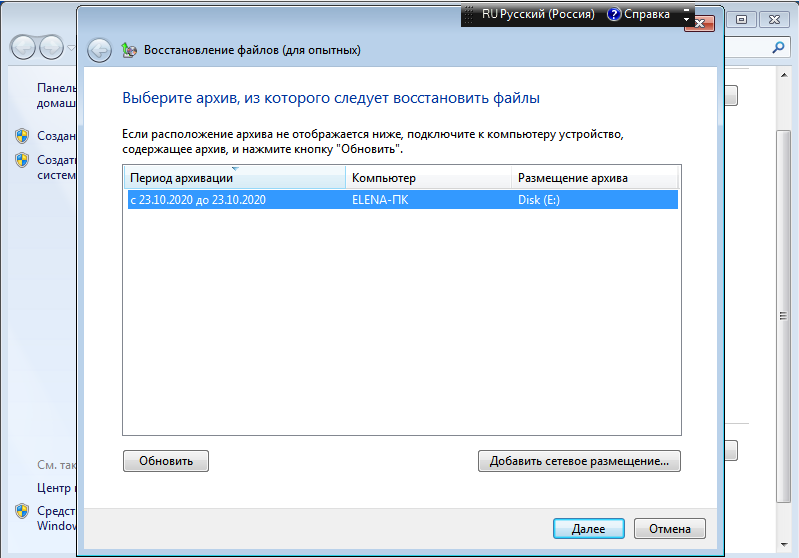 RU Русский (Россия) Справка
Восстановление файлов (для опытных)
Панель
домаш
Создан
Создать
систем
Выберите архив, из которого следует восстановить файлы
Если расположение архива не отображается ниже, подключите к компьютеру устройство,
содержащее архив, и нажмите кнопку "Обновить".
Период архивации Компьютер Размещение архива
с 23.10.2020 до 23.10.2020 ELENA-ПК Disk (E:)
Обновить Добавить сетевое размещение...
См. так
Центр
Средст
Window
Далее Отмена